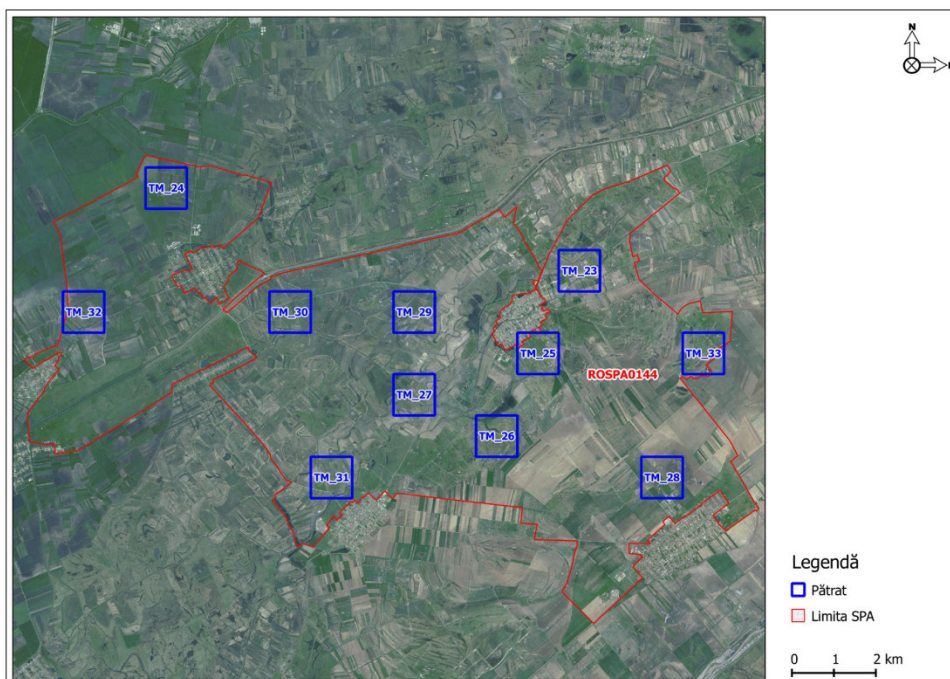 N
TM_24
TM_23
TM_32
TM_30
TM_29
TM_25
TM_33
ROSPA0144
TM_27
TM_26
TM_31
TM_28
Legendă
Pătrat
Limita SPA
0 1 2 km